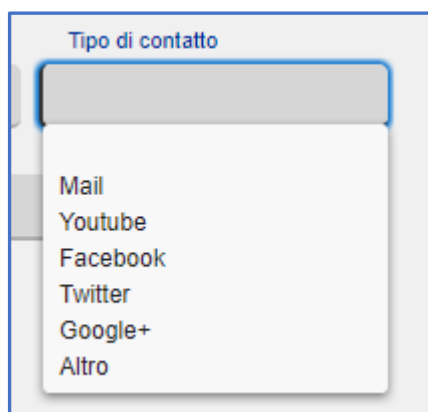 Tipo di contatto
Mail
Youtube
Facebook
Twitter
Google+
Altro